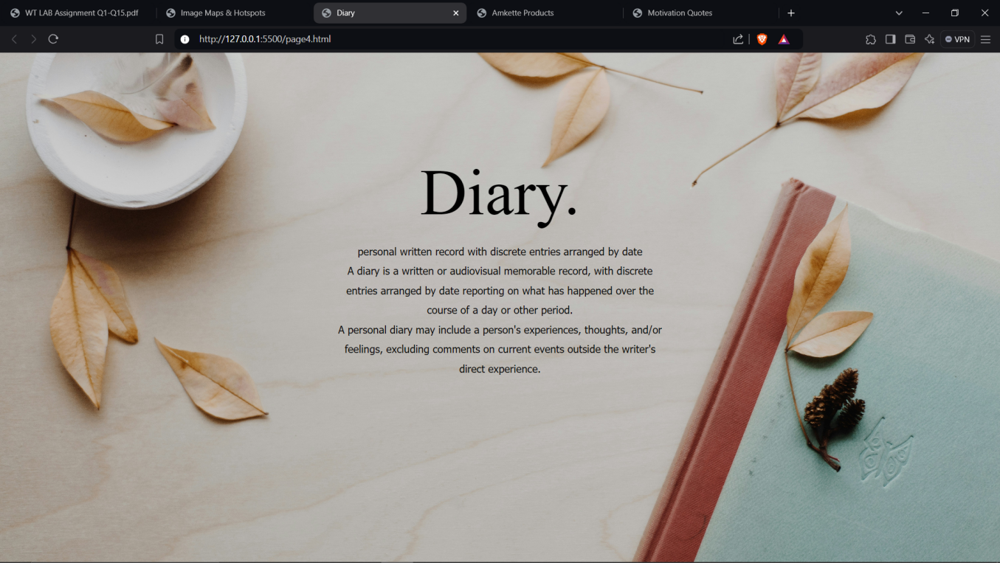 WT LAB Assignment Q1-Q15.pdf
Image Maps & Hotspots
Diary
Amkette Products
Motivation Quotes
http://127.0.0.1:5500/page4.html
VPN
Diary.
personal written record with discrete entries arranged by date
A diary is a written or audiovisual memorable record, with discrete
entries arranged by date reporting on what has happened over the
course of a day or other period.
A personal diary may include a person's experiences, thoughts, and/or
feelings, excluding comments on current events outside the writer's
direct experience.